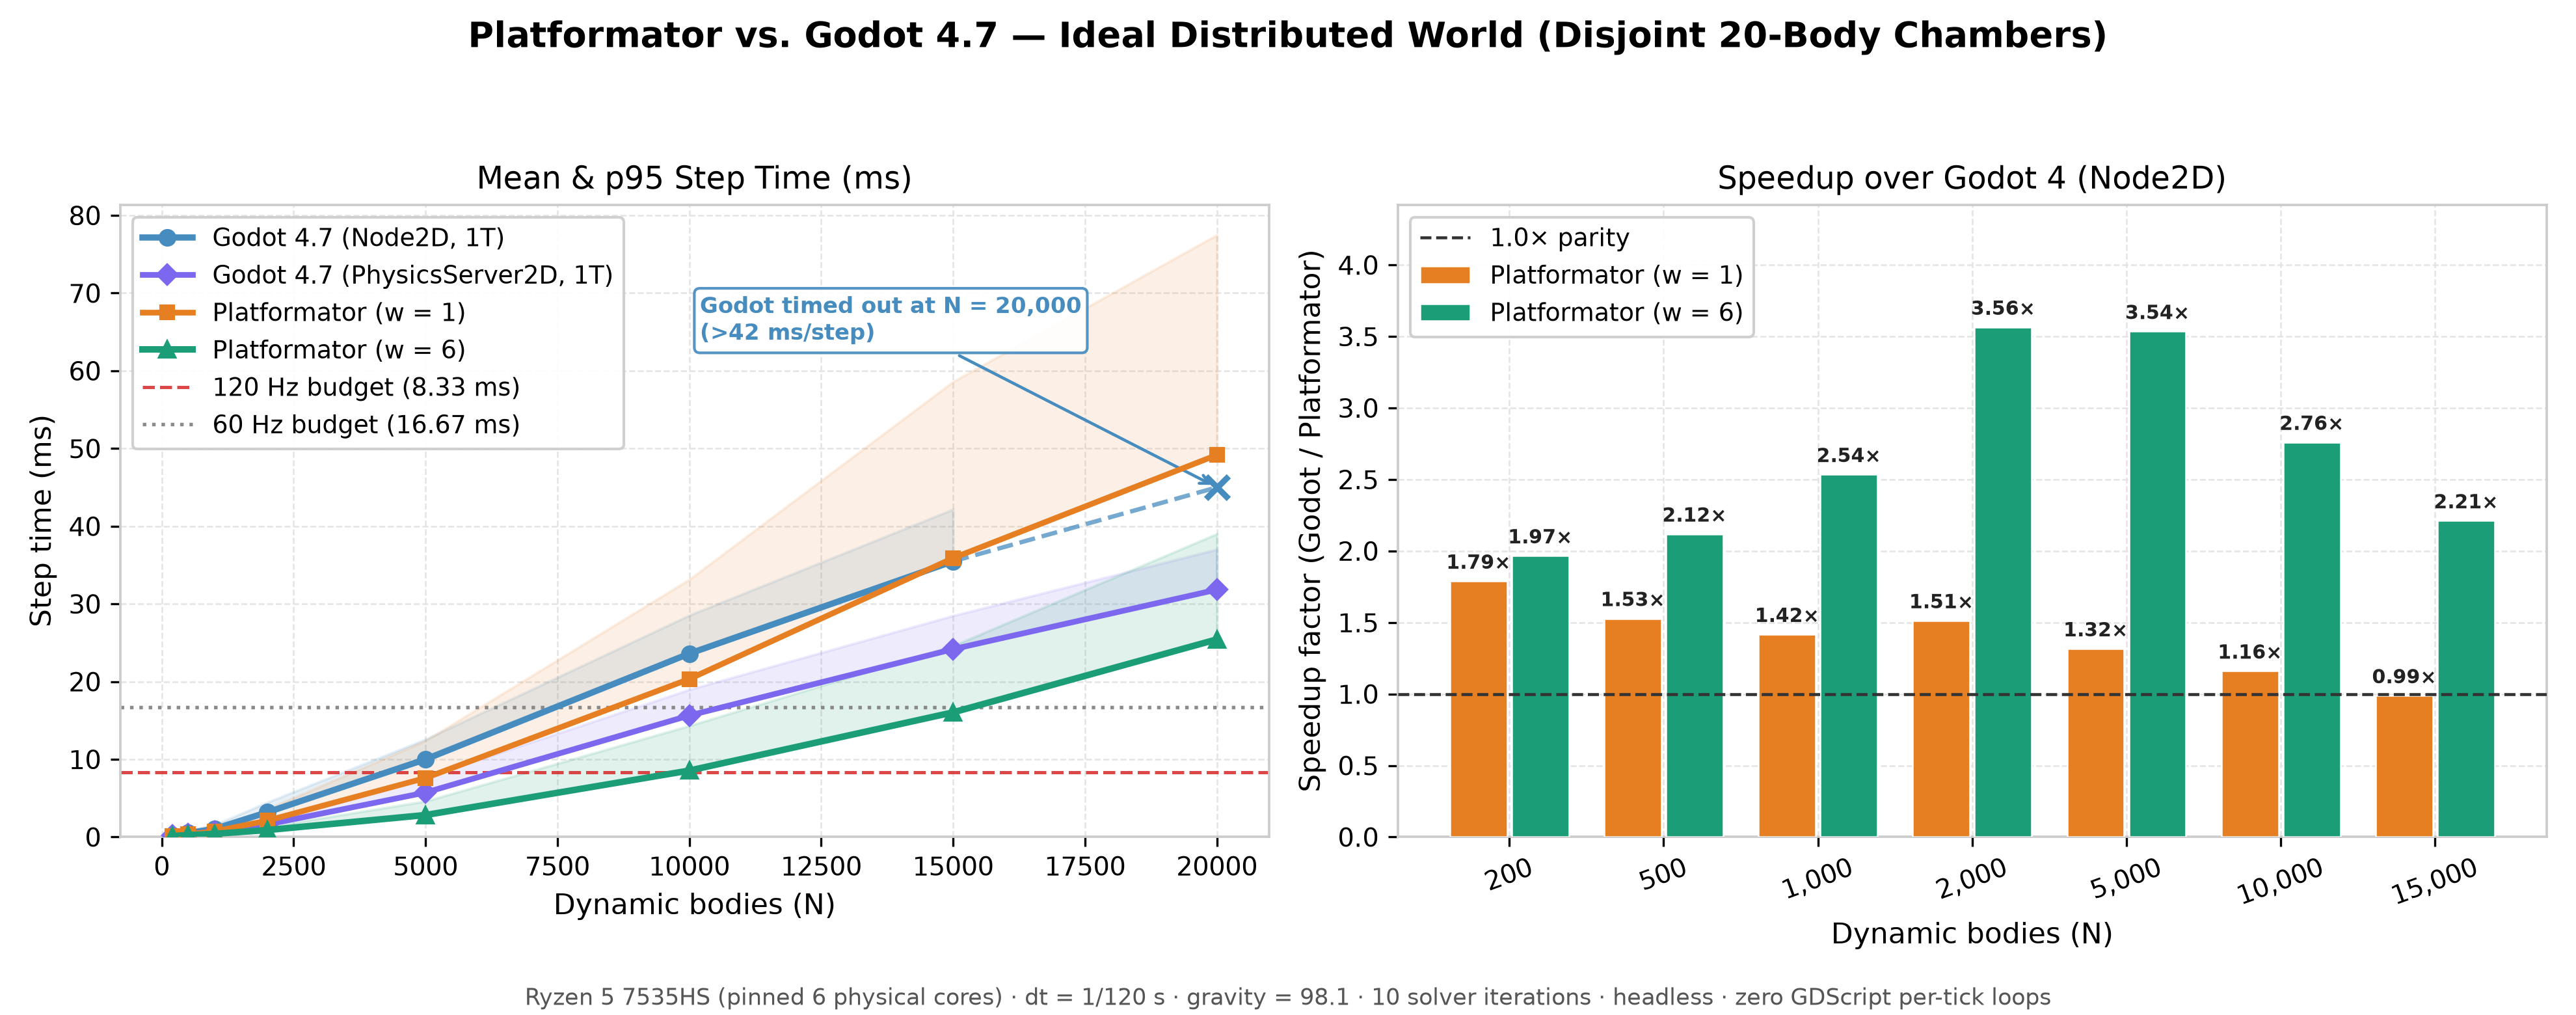 Platformator vs. Godot 4.7 — Ideal Distributed World (Disjoint 20-Body Chambers)
Mean & p95 Step Time (ms)
Step time (ms)
80
70
60
50
40
30
20
10
0
Godot 4.7 (Node2D, 1T)
Godot 4.7 (PhysicsServer2D, 1T)
Platformator (w = 1)
Platformator (w = 6)
120 Hz budget (8.33 ms)
60 Hz budget (16.67 ms)
Godot timed out at N = 20,000
(>42 ms/step)
0 2500 5000 7500 10000 12500 15000 17500 20000
Dynamic bodies (N)
Speedup over Godot 4 (Node2D)
Speedup factor (Godot / Platformator)
4.0
3.5
3.0
2.5
2.0
1.5
1.0
0.5
0.0
1.0× parity
Platformator (w = 1)
Platformator (w = 6)
1.79× 1.97× 1.53× 2.12× 1.42× 2.54× 1.51× 3.56× 1.32× 3.54× 1.16× 2.76× 0.99× 2.21×
200 500 1,000 2,000 5,000 10,000 15,000
Dynamic bodies (N)
Ryzen 5 7535HS (pinned 6 physical cores) · dt = 1/120 s · gravity = 98.1 · 10 solver iterations · headless · zero GDScript per-tick loops